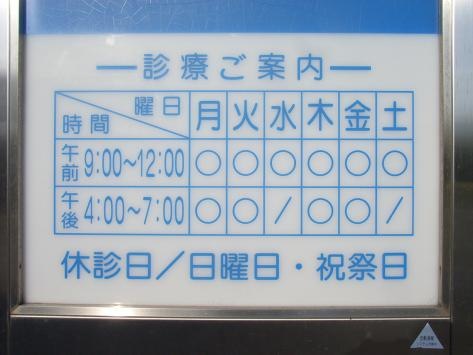 診療ご案内
曜日 時間 月 火 水 木 金 土
午前 9:00〜12:00 ○ ○ ○ ○ ○ ○
午後 4:00〜7:00 ○ ○ / ○ ○ /
休診日／日曜日・祝祭日